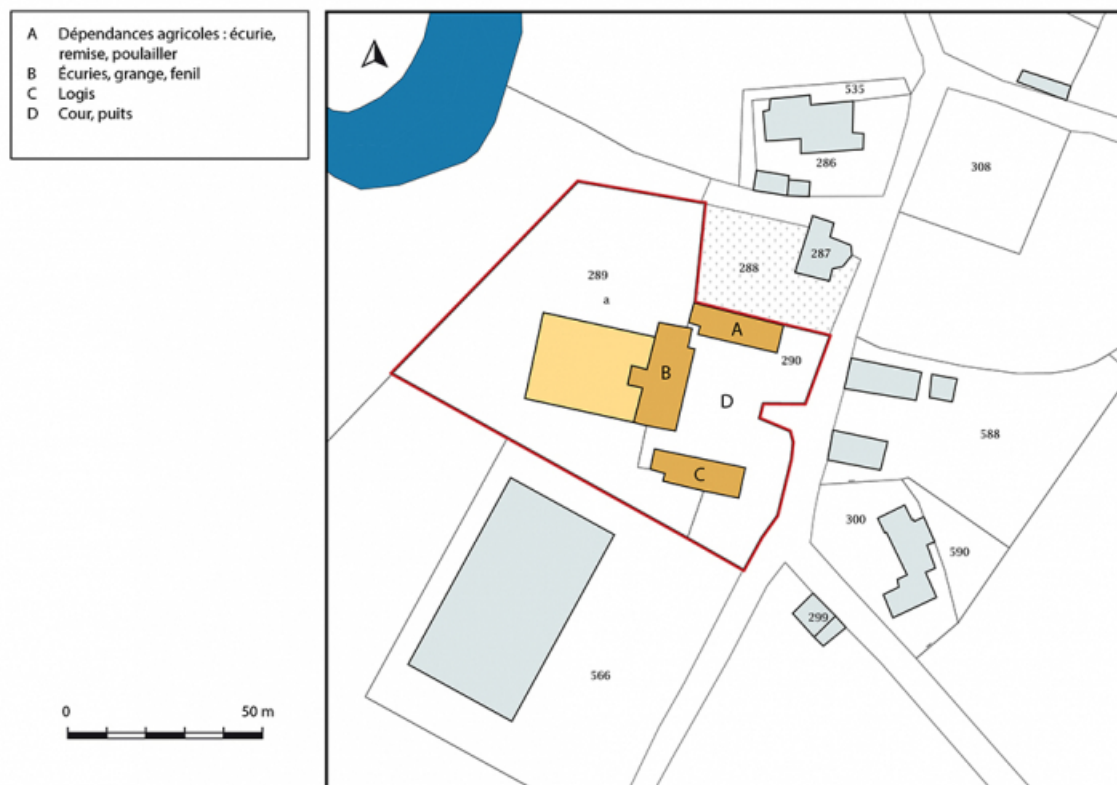 A Dépendances agricoles : écurie,
remise, poulailler
B Écuries, grange, fenil
C Logis
D Cour, puits
0 50 m
535
286
308
287
288
289
a
A
290
B
D
588
C
300
590
299
566